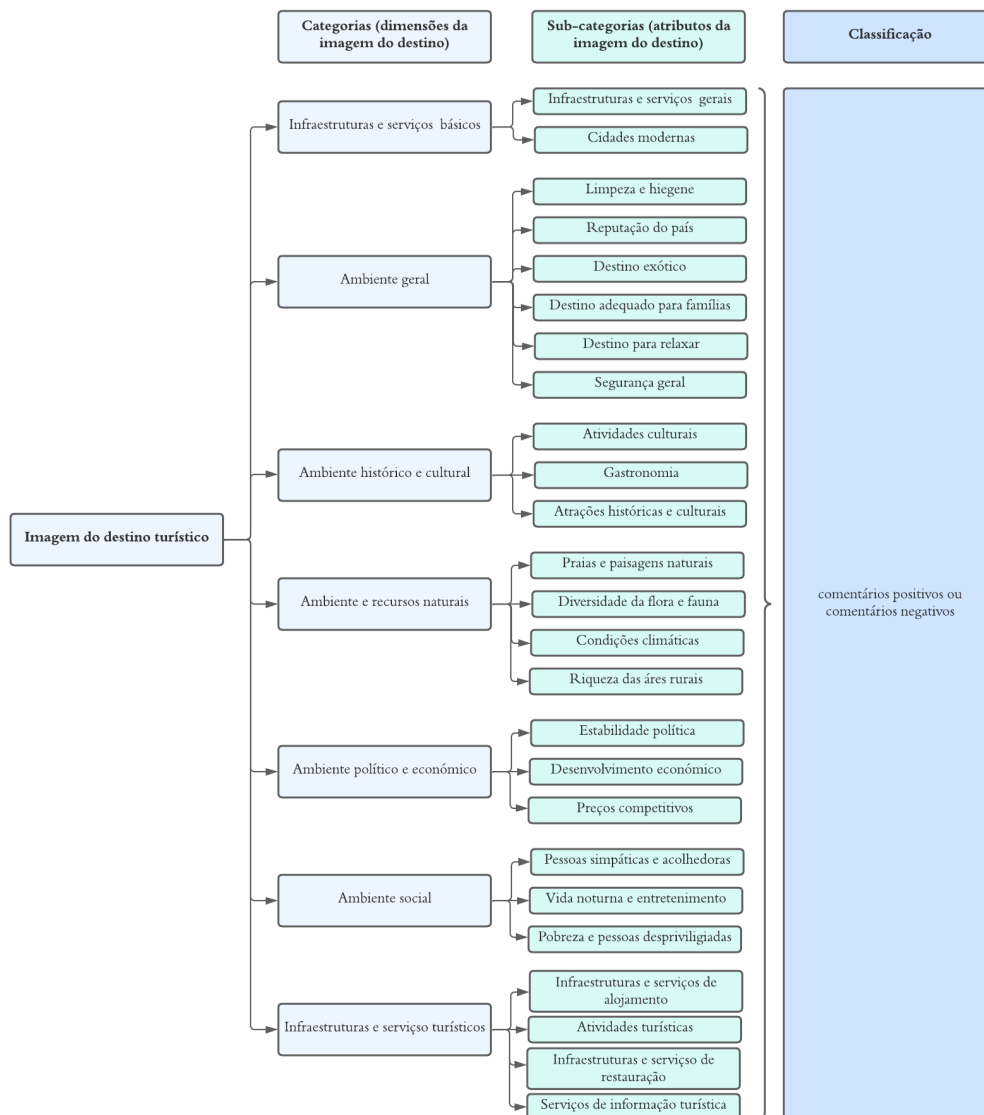 Categorias (dimensões da
imagem do destino)
Sub-categorias (atributos da
imagem do destino)
Classificação
Imagem do destino turístico
Infraestruturas e serviços básicos
Infraestruturas e serviços gerais
Cidades modernas
Ambiente geral
Limpeza e hiegene
Reputação do país
Destino exótico
Destino adequado para famílias
Destino para relaxar
Segurança geral
Ambiente histórico e cultural
Atividades culturais
Gastronomia
Atrações históricas e culturais
Ambiente e recursos naturais
Praias e paisagens naturais
Diversidade da flora e fauna
Condições climáticas
Riqueza das áres rurais
Ambiente político e económico
Estabilidade política
Desenvolvimento económico
Preços competitivos
Ambiente social
Pessoas simpáticas e acolhedoras
Vida noturna e entretenimento
Pobreza e pessoas despriviligiadas
Infraestruturas e serviçso turísticos
Infraestruturas e serviços de
alojamento
Atividades turísticas
Infraestruturas e serviçso de
restauração
Serviços de informação turística
comentários positivos ou
comentários negativos